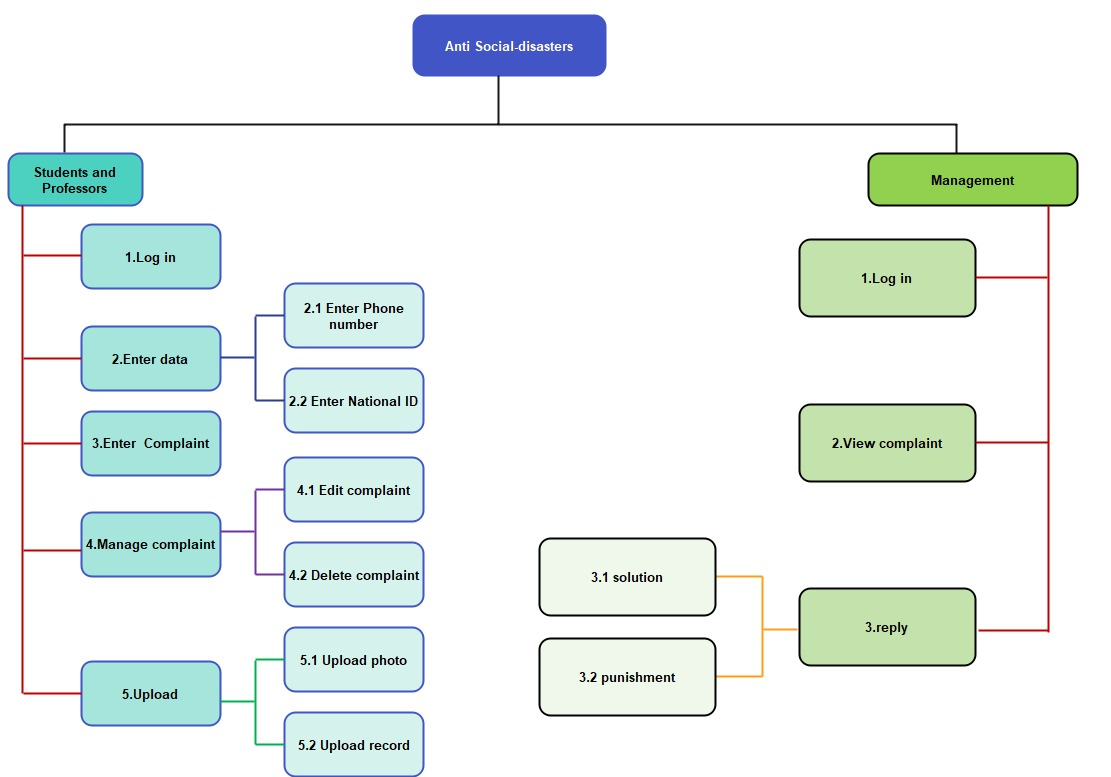 Anti Social-disasters
Students and
Professors
1.Log in
2.Enter data
2.1 Enter Phone
number
2.2 Enter National ID
3.Enter  Complaint
4.Manage complaint
4.1 Edit complaint
4.2 Delete complaint
5.Upload
5.1 Upload photo
5.2 Upload record
Management
1.Log in
2.View complaint
3.reply
3.1 solution
3.2 punishment